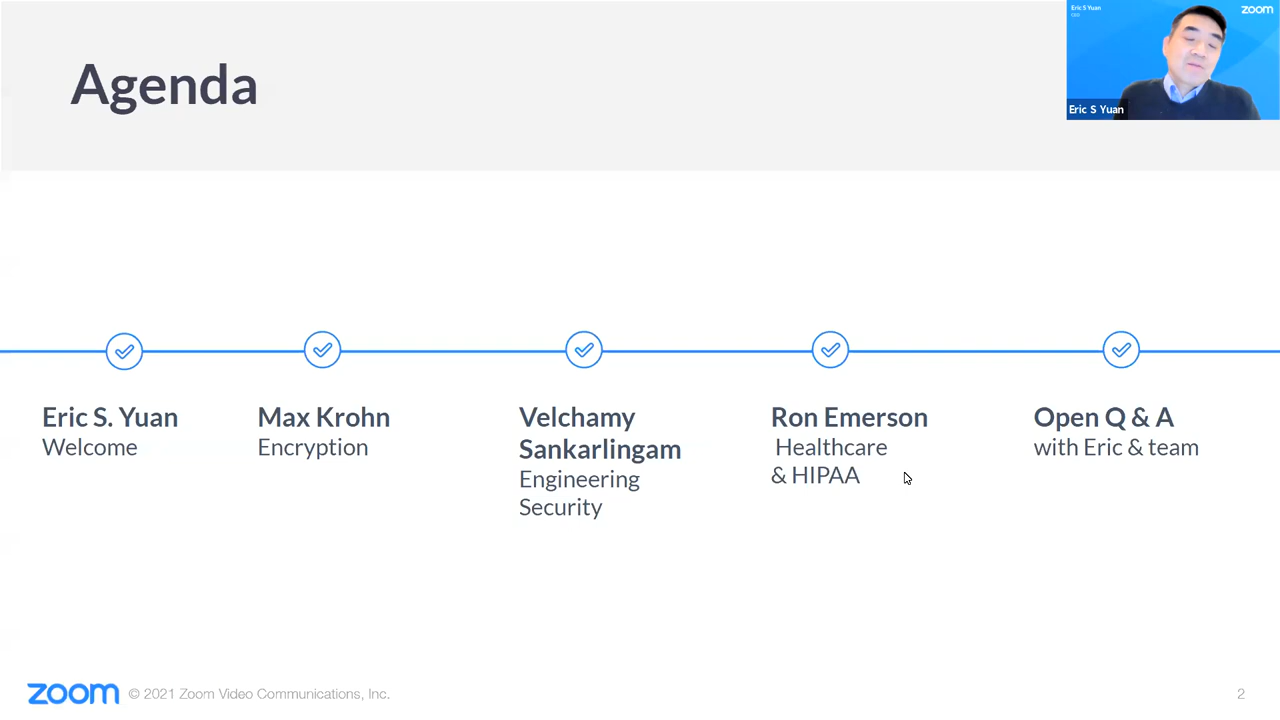 Agenda
Eric S Yuan
CEO
zoom
Eric S Yuan
Eric S. Yuan
Welcome
Max Krohn
Encryption
Velchamy
Sankarlingam
Engineering
Security
Ron Emerson
Healthcare
& HIPAA
Open Q & A
with Eric & team
zoom © 2021 Zoom Video Communications, Inc.
2